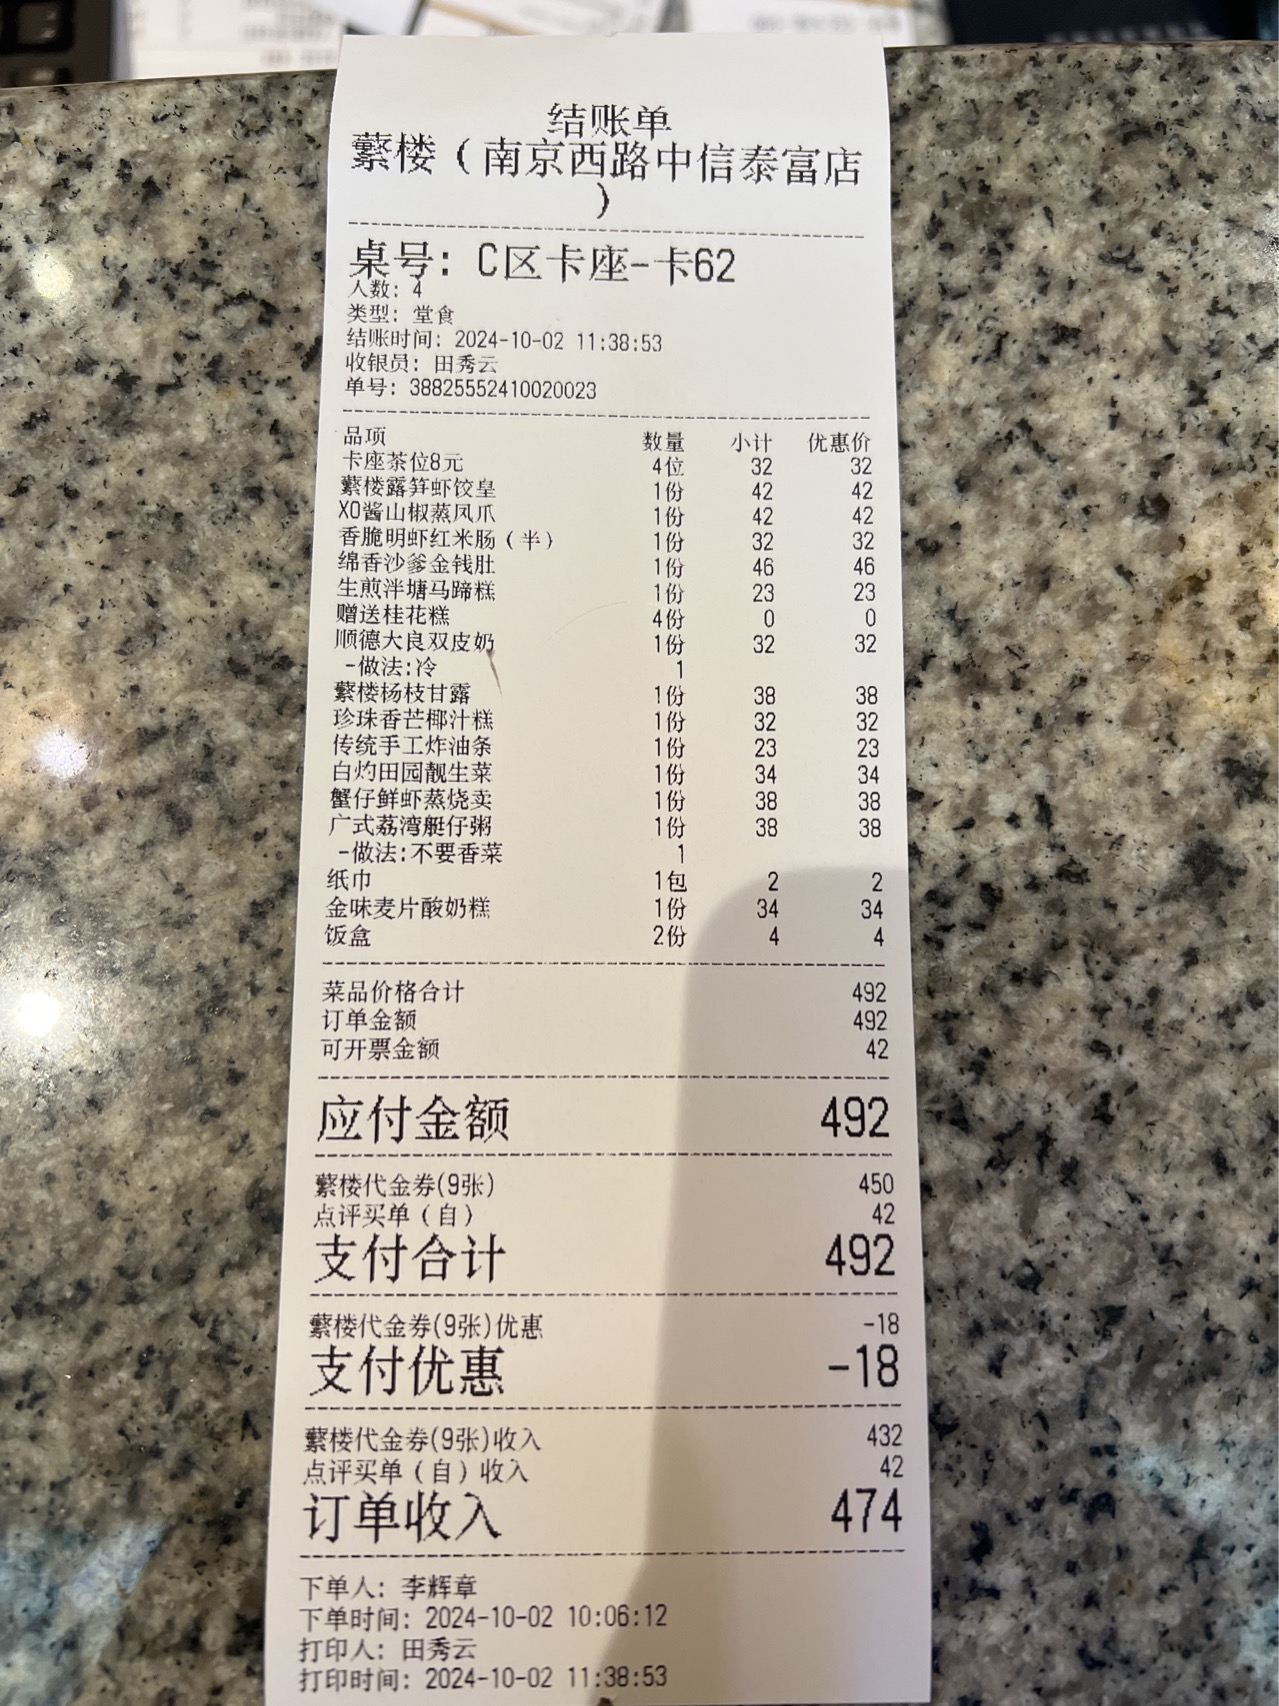 结账单
蘩楼（南京西路中信泰富店
）
桌号: C区卡座-卡62
人数: 4
类型: 堂食
结账时间: 2024-10-02 11:38:53
收银员: 田秀云
单号: 38825552410020023
品项 数量 小计 优惠价
卡座茶位8元 4位 32 32
蘩楼露笋虾饺皇 1份 42 42
XO酱山椒蒸凤爪 1份 42 42
香脆明虾红米肠（半） 1份 32 32
绵香沙爹金钱肚 1份 46 46
生煎泮塘马蹄糕 1份 23 23
赠送桂花糕 4份 0 0
顺德大良双皮奶 1份 32 32
-做法:冷 1
蘩楼杨枝甘露 1份 38 38
珍珠香芒椰汁糕 1份 32 32
传统手工炸油条 1份 23 23
白灼田园靓生菜 1份 34 34
蟹仔鲜虾蒸烧卖 1份 38 38
广式荔湾艇仔粥 1份 38 38
-做法:不要香菜 1
纸巾 1包 2 2
金味麦片酸奶糕 1份 34 34
饭盒 2份 4 4
菜品价格合计 492
订单金额 492
可开票金额 42
应付金额 492
蘩楼代金券(9张) 450
点评买单（自） 42
支付合计 492
蘩楼代金券(9张)优惠 -18
支付优惠 -18
蘩楼代金券(9张)收入 432
点评买单（自）收入 42
订单收入 474
下单人: 李辉章
下单时间: 2024-10-02 10:06:12
打印人: 田秀云
打印时间: 2024-10-02 11:38:53